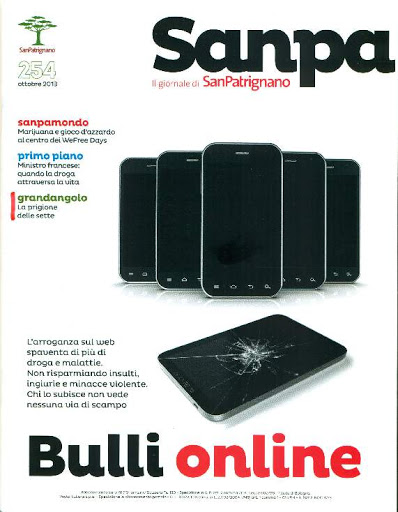 SanPatrignano
254
ottobre 2013
Sanpa
Il giornale di SanPatrignano
sanpamondo
Marijuana e gioco d'azzardo
al centro dei WeFree Days
primo piano
Ministro francese:
quando la droga
attraversa la vita
grandangolo
La prigione
delle sette
L'arroganza sul web
spaventa di più di
droga e malattie.
Non risparmiando insulti,
ingiurie e minacce violente.
Chi lo subisce non vede
nessuna via di scampo
Bulli online